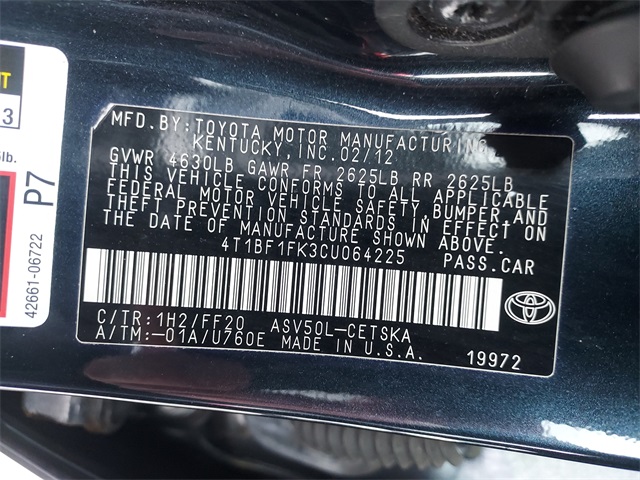 3
lb.
P7
42661-06722
MFD.BY:TOYOTA MOTOR MANUFACTURING
KENTUCKY,INC.02/12
GVWR 4630LB GAWR FR 2625LB RR 2625LB
THIS VEHICLE CONFORMS TO ALL APPLICABLE
FEDERAL MOTOR VEHICLE SAFETY,BUMPER,AND
THEFT PREVENTION STANDARDS IN EFFECT ON
THE DATE OF MANUFACTURE SHOWN ABOVE.
4T1BF1FK3CU064225
PASS.CAR
C/TR:1H2/FF20 ASV50L-CETSKA
A/TM:-01A/U760E MADE IN U.S.A.
19972